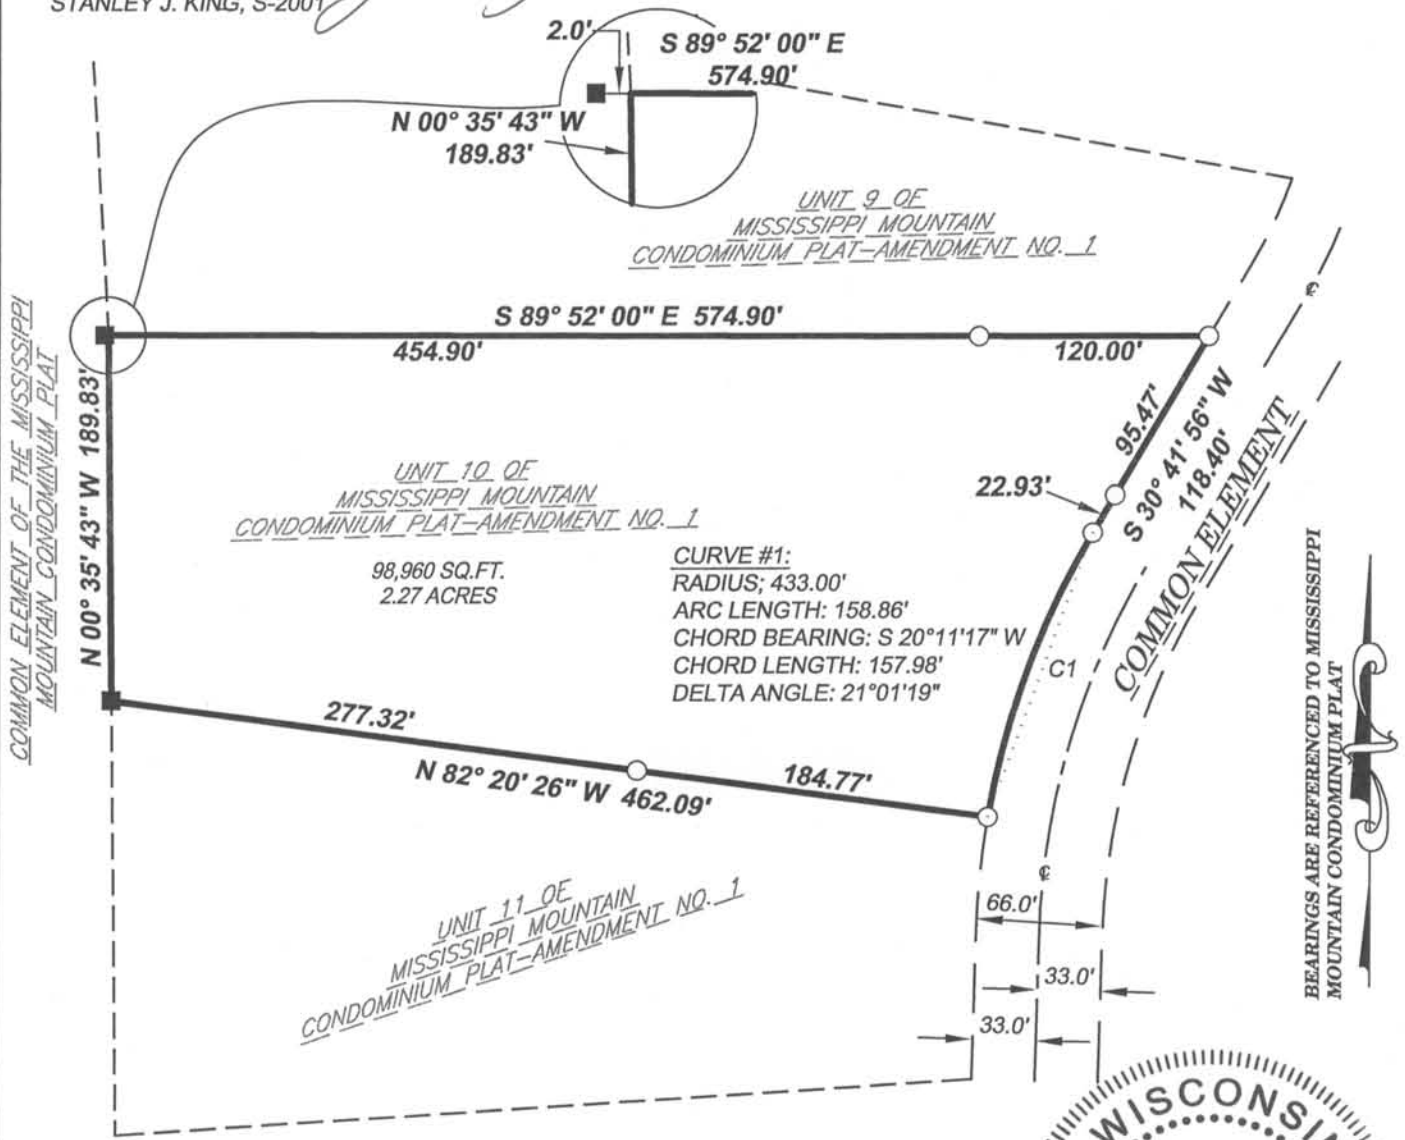 STANLEY J. KING, S-2001
2.0'
S 89° 52' 00" E
574.90'
N 00° 35' 43" W
189.83'
UNIT 9 OF
MISSISSIPPI MOUNTAIN
CONDOMINIUM PLAT-AMENDMENT NO. 1
℄
S 89° 52' 00" E 574.90'
454.90'
120.00'
COMMON ELEMENT OF THE MISSISSIPPI
MOUNTAIN CONDOMINIUM PLAT
N 00° 35' 43" W 189.83'
95.47'
S 30° 41' 56" W
118.40'
22.93'
UNIT 10 OF
MISSISSIPPI MOUNTAIN
CONDOMINIUM PLAT-AMENDMENT NO. 1
98,960 SQ.FT.
2.27 ACRES
CURVE #1:
RADIUS; 433.00'
ARC LENGTH: 158.86'
CHORD BEARING: S 20°11'17" W
CHORD LENGTH: 157.98'
DELTA ANGLE: 21°01'19"
C1
COMMON ELEMENT
BEARINGS ARE REFERENCED TO MISSISSIPPI
MOUNTAIN CONDOMINIUM PLAT
277.32'
184.77'
N 82° 20' 26" W 462.09'
UNIT 11 OF
MISSISSIPPI MOUNTAIN
CONDOMINIUM PLAT-AMENDMENT NO. 1
℄
66.0'
33.0'
33.0'
WISCONSIN